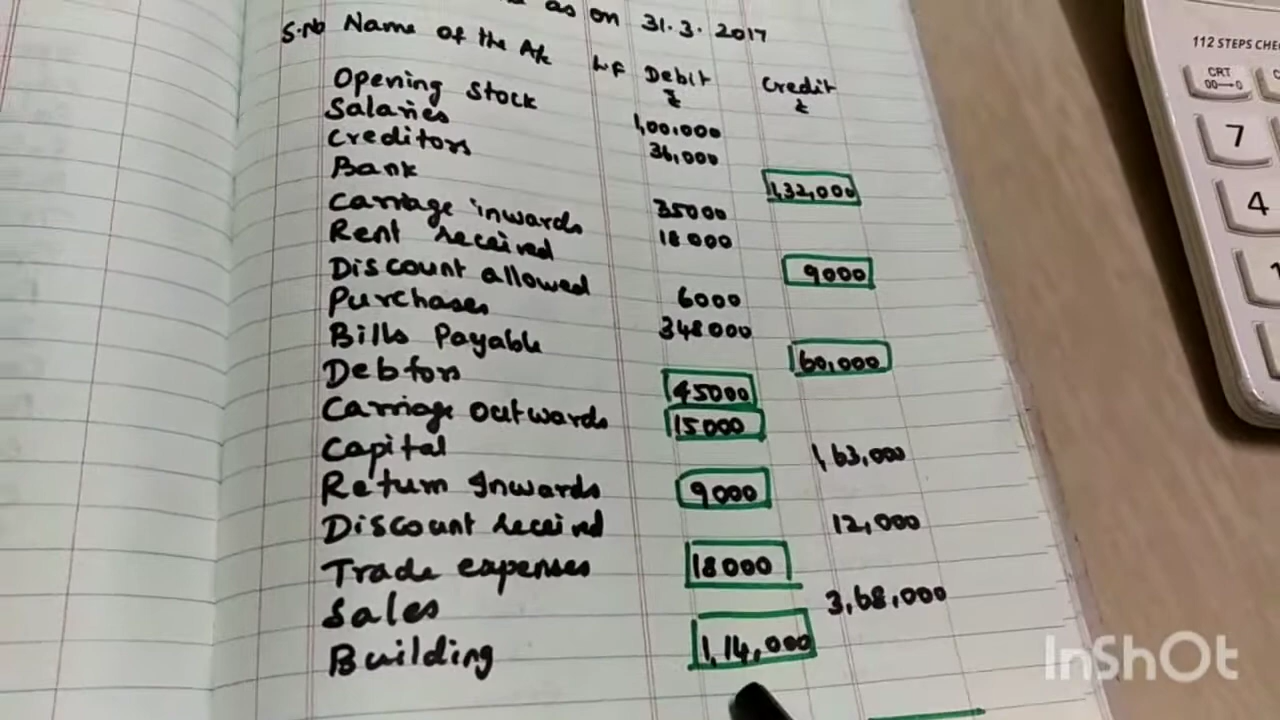 as on 31.3.2017
S.No Name of the A/c L.F Debit ₹ Credit ₹
Opening Stock 1,00,000
Salaries 36,000
Creditors 1,32,000
Bank 35000
Carriage inwards 18000
Rent received 9000
Discount allowed 6000
Purchases 348000
Bills Payable 60,000
Debtors 45000
Carriage outwards 15000
Capital 1,63,000
Return Inwards 9000
Discount received 12,000
Trade expenses 18000
Sales 3,68,000
Building 1,14,000
112 STEPS CHE
CRT
00→0
7
4
1
InShOt